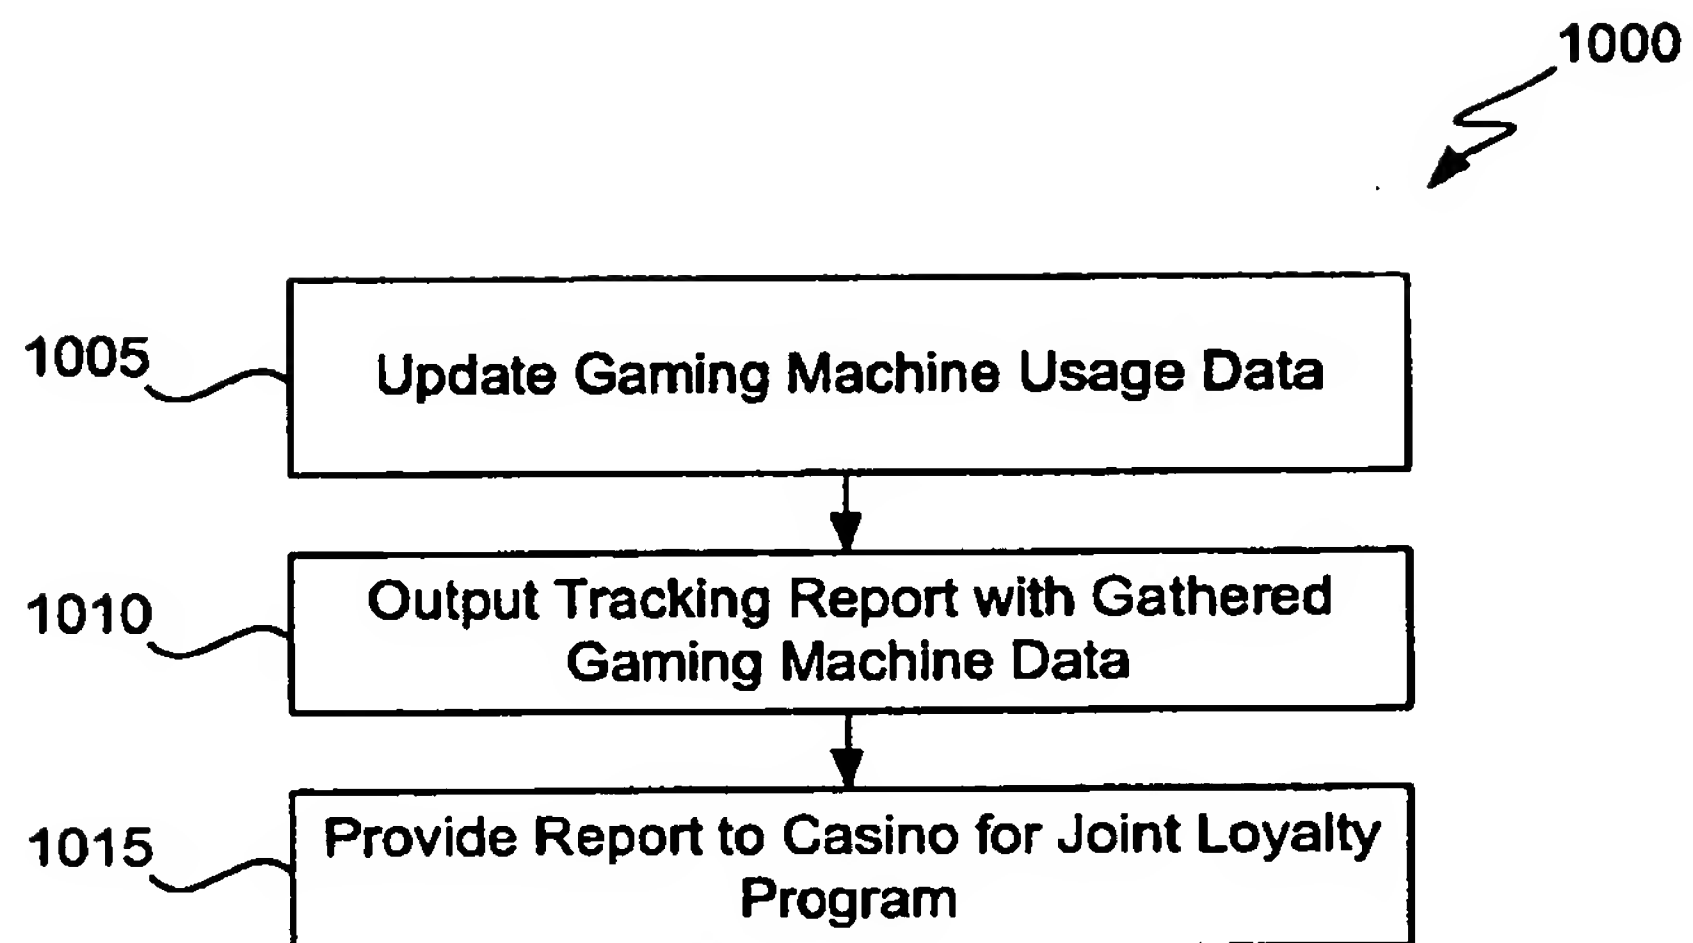 1000
1005
Update Gaming Machine Usage Data
1010
Output Tracking Report with Gathered
Gaming Machine Data
1015
Provide Report to Casino for Joint Loyalty
Program